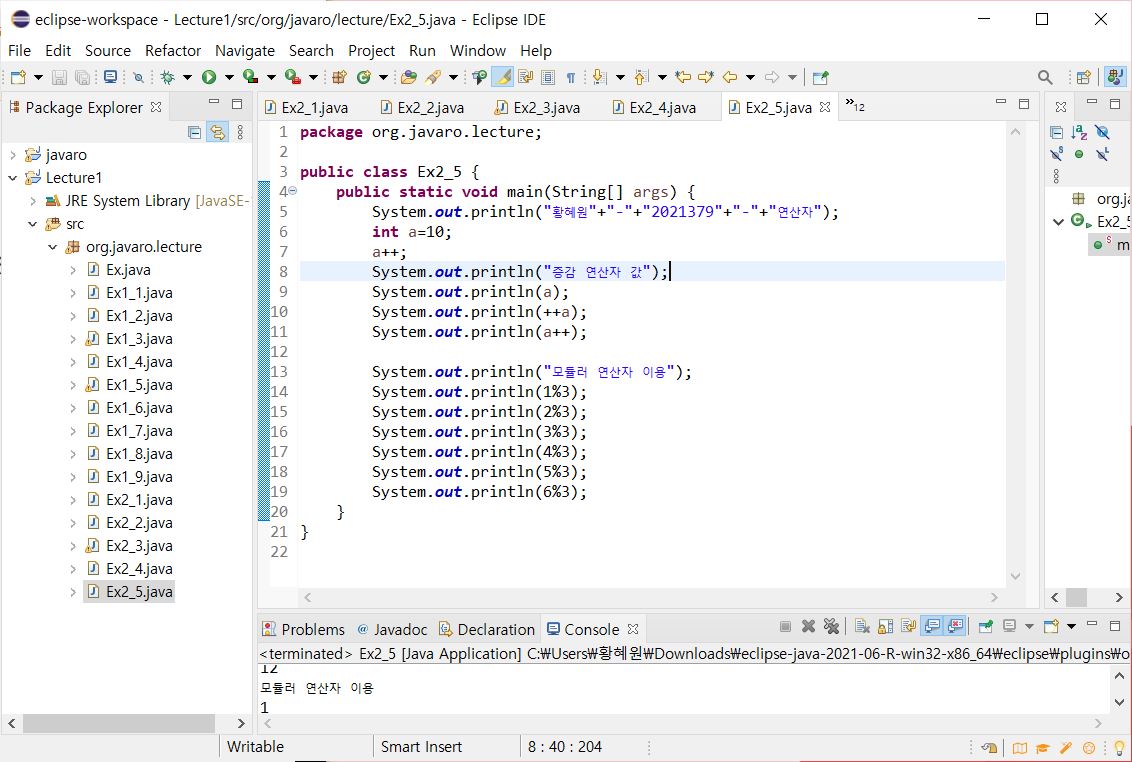 eclipse-workspace - Lecture1/src/org/javaro/lecture/Ex2_5.java - Eclipse IDE
File Edit Source Refactor Navigate Search Project Run Window Help
Package Explorer
javaro
Lecture1
JRE System Library [JavaSE-
src
org.javaro.lecture
Ex.java
Ex1_1.java
Ex1_2.java
Ex1_3.java
Ex1_4.java
Ex1_5.java
Ex1_6.java
Ex1_7.java
Ex1_8.java
Ex1_9.java
Ex2_1.java
Ex2_2.java
Ex2_3.java
Ex2_4.java
Ex2_5.java
Ex2_1.java Ex2_2.java Ex2_3.java Ex2_4.java Ex2_5.java »12
1 package org.javaro.lecture;
2
3 public class Ex2_5 {
4 public static void main(String[] args) {
5 System.out.println("황혜원"+"-"+"2021379"+"-"+"연산자");
6 int a=10;
7 a++;
8 System.out.println("증감 연산자 값");
9 System.out.println(a);
10 System.out.println(++a);
11 System.out.println(a++);
12
13 System.out.println("모듈러 연산자 이용");
14 System.out.println(1%3);
15 System.out.println(2%3);
16 System.out.println(3%3);
17 System.out.println(4%3);
18 System.out.println(5%3);
19 System.out.println(6%3);
20 }
21 }
22
org.ja
Ex2_5
m
Problems @ Javadoc Declaration Console
<terminated> Ex2_5 [Java Application] C:₩Users₩황혜원₩Downloads₩eclipse-java-2021-06-R-win32-x86_64₩eclipse₩plugins₩o
12
모듈러 연산자 이용
1
Writable Smart Insert 8 : 40 : 204